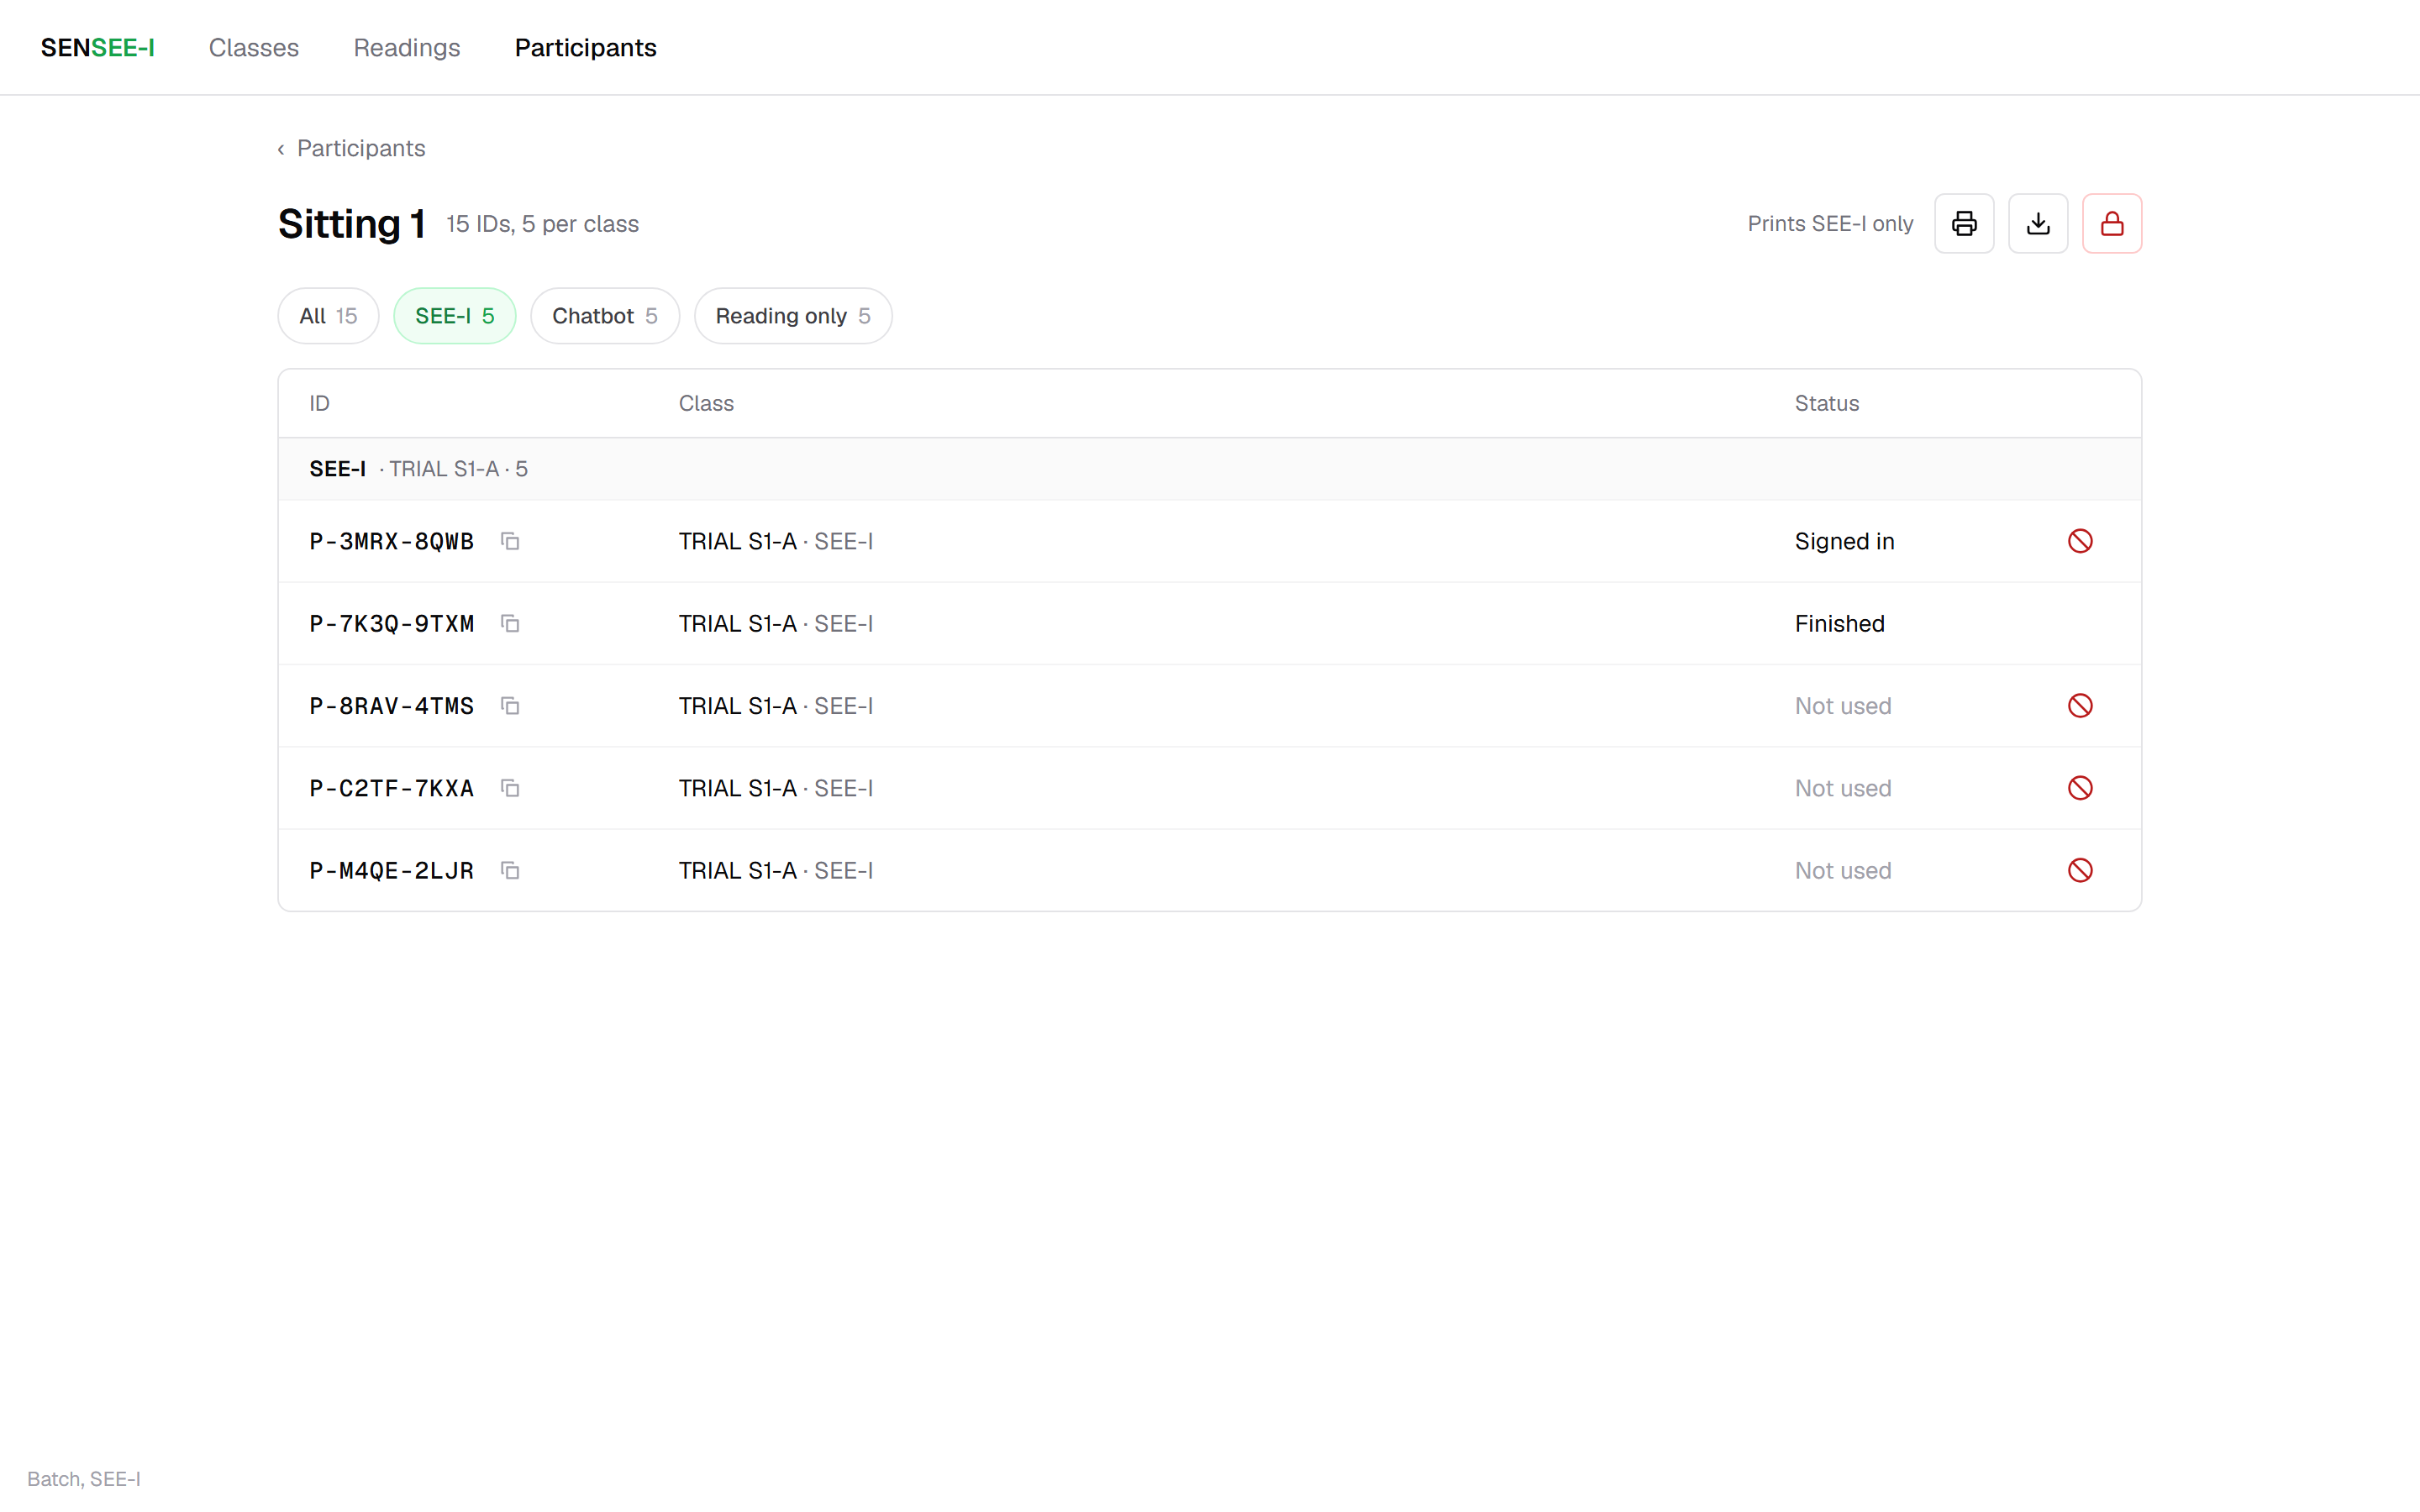 SENSEE-I Classes Readings Participants
‹ Participants
Sitting 1 15 IDs, 5 per class Prints SEE-I only
All 15 SEE-I 5 Chatbot 5 Reading only 5
ID Class Status
SEE-I · TRIAL S1-A · 5
P-3MRX-8QWB TRIAL S1-A · SEE-I Signed in
P-7K3Q-9TXM TRIAL S1-A · SEE-I Finished
P-8RAV-4TMS TRIAL S1-A · SEE-I Not used
P-C2TF-7KXA TRIAL S1-A · SEE-I Not used
P-M4QE-2LJR TRIAL S1-A · SEE-I Not used
Batch, SEE-I